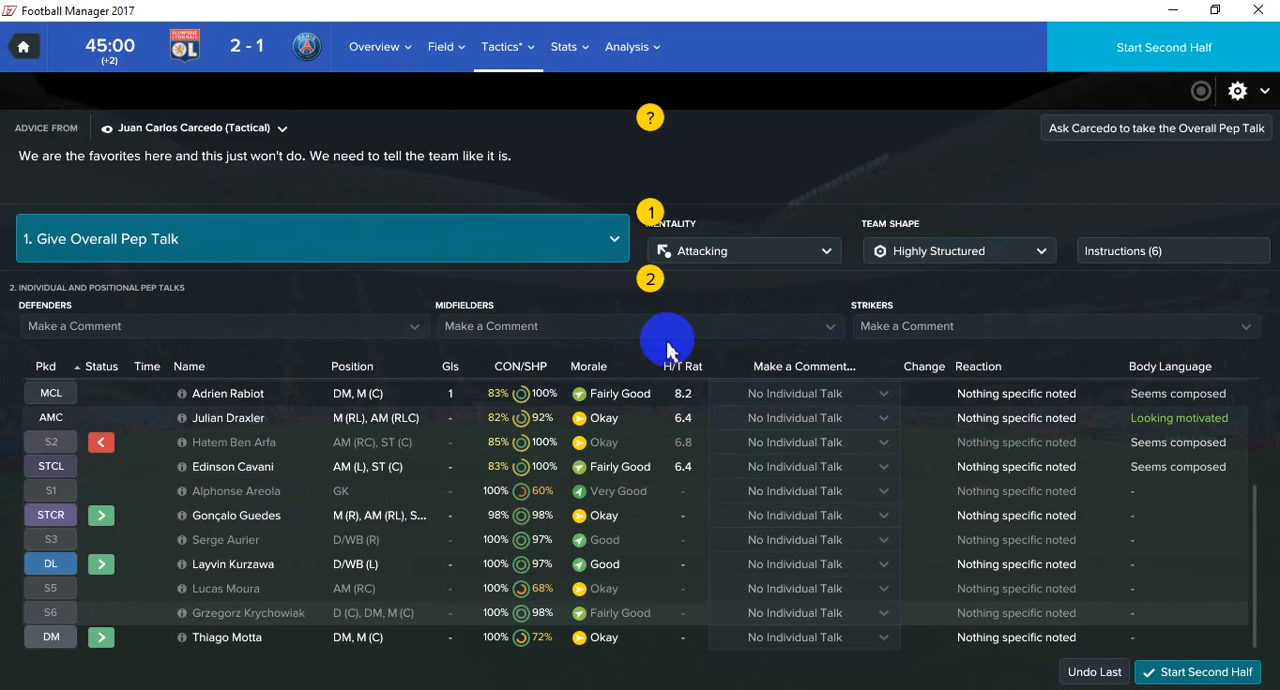 Football Manager 2017
45:00
(+2)
2 - 1
Overview
Field
Tactics*
Stats
Analysis
Start Second Half
OLYMPIQUE LYONNAIS
OL
?
ADVICE FROM
Juan Carlos Carcedo (Tactical)
Ask Carcedo to take the Overall Pep Talk
We are the favorites here and this just won't do. We need to tell the team like it is.
1
ENTALITY
TEAM SHAPE
1. Give Overall Pep Talk
Attacking
Highly Structured
Instructions (6)
2
2. INDIVIDUAL AND POSITIONAL PEP TALKS
DEFENDERS
MIDFIELDERS
STRIKERS
Make a Comment
Make a Comment
Make a Comment
Pkd Status Time Name Position Gls CON/SHP Morale H/T Rat Make a Comment... Change Reaction Body Language
MCL Adrien Rabiot DM, M (C) 1 83% 100% Fairly Good 8.2 No Individual Talk Nothing specific noted Seems composed
AMC Julian Draxler M (RL), AM (RLC) - 82% 92% Okay 6.4 No Individual Talk Nothing specific noted Looking motivated
S2 Hatem Ben Arfa AM (RC), ST (C) - 85% 100% Okay 6.8 No Individual Talk Nothing specific noted Seems composed
STCL Edinson Cavani AM (L), ST (C) - 83% 100% Fairly Good 6.4 No Individual Talk Nothing specific noted Seems composed
S1 Alphonse Areola GK - 100% 60% Very Good - No Individual Talk Nothing specific noted -
STCR Gonçalo Guedes M (R), AM (RL), S... - 98% 98% Okay - No Individual Talk Nothing specific noted -
S3 Serge Aurier D/WB (R) - 100% 97% Good - No Individual Talk Nothing specific noted -
DL Layvin Kurzawa D/WB (L) - 100% 97% Good - No Individual Talk Nothing specific noted -
S5 Lucas Moura AM (RC) - 100% 68% Okay - No Individual Talk Nothing specific noted -
S6 Grzegorz Krychowiak D (C), DM, M (C) - 100% 98% Fairly Good - No Individual Talk Nothing specific noted -
DM Thiago Motta DM, M (C) - 100% 72% Okay - No Individual Talk Nothing specific noted -
Undo Last
Start Second Half